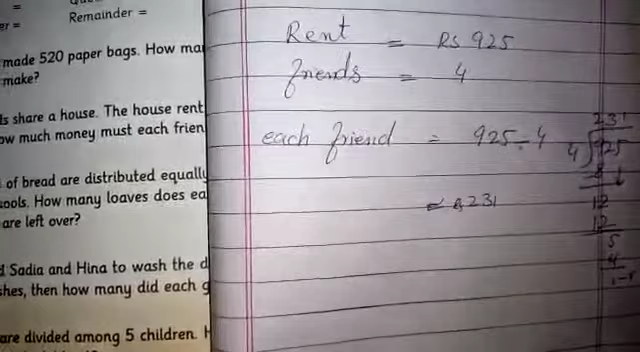 =
er =
Remainder =
made 520 paper bags. How ma
make?
ls share a house. The house rent
ow much money must each frien
of bread are distributed equally
ools. How many loaves does ea
are left over?
d Sadia and Hina to wash the d
shes, then how many did each g
are divided among 5 children. H
Rent = RS 925
friends = 4
each friend = 925 ÷ 4
= 231
231
4) 925
8
12
12
5
4
1